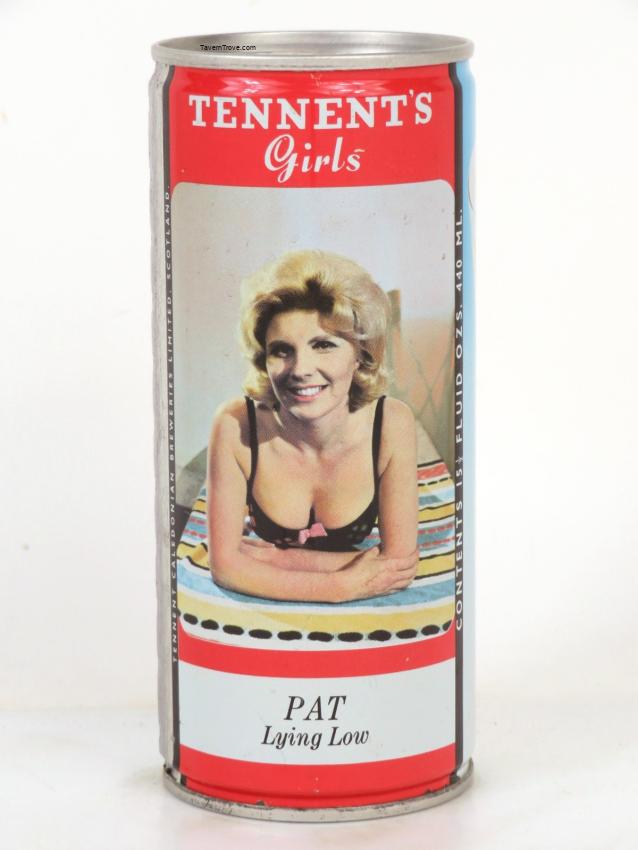 TavernTrove.com
TENNENT'S
Girls
TENNENT CALEDONIAN BREWERIES LIMITED. SCOTLAND.
CONTENTS 15½ FLUID OZS. 440 ML.
PAT
Lying Low